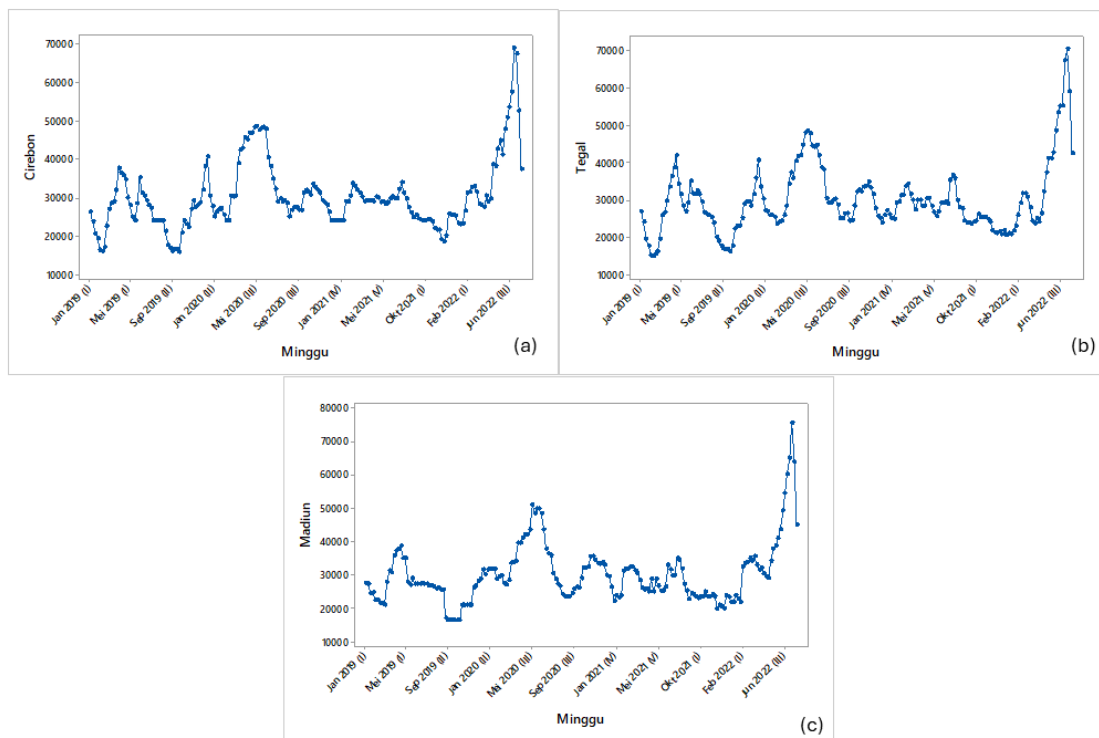 Cirebon
70000
60000
50000
40000
30000
20000
10000
Jan 2019 (I)
Mei 2019 (I)
Sep 2019 (II)
Jan 2020 (II)
Mei 2020 (III)
Sep 2020 (III)
Jan 2021 (IV)
Mei 2021 (IV)
Okt 2021 (I)
Feb 2022 (I)
Jun 2022 (III)
Minggu
(a)
Tegal
70000
60000
50000
40000
30000
20000
10000
Jan 2019 (I)
Mei 2019 (I)
Sep 2019 (II)
Jan 2020 (II)
Mei 2020 (III)
Sep 2020 (III)
Jan 2021 (IV)
Mei 2021 (IV)
Okt 2021 (I)
Feb 2022 (I)
Jun 2022 (III)
Minggu
(b)
Madiun
80000
70000
60000
50000
40000
30000
20000
10000
Jan 2019 (I)
Mei 2019 (I)
Sep 2019 (II)
Jan 2020 (II)
Mei 2020 (III)
Sep 2020 (III)
Jan 2021 (IV)
Mei 2021 (IV)
Okt 2021 (I)
Feb 2022 (I)
Jun 2022 (III)
Minggu
(c)